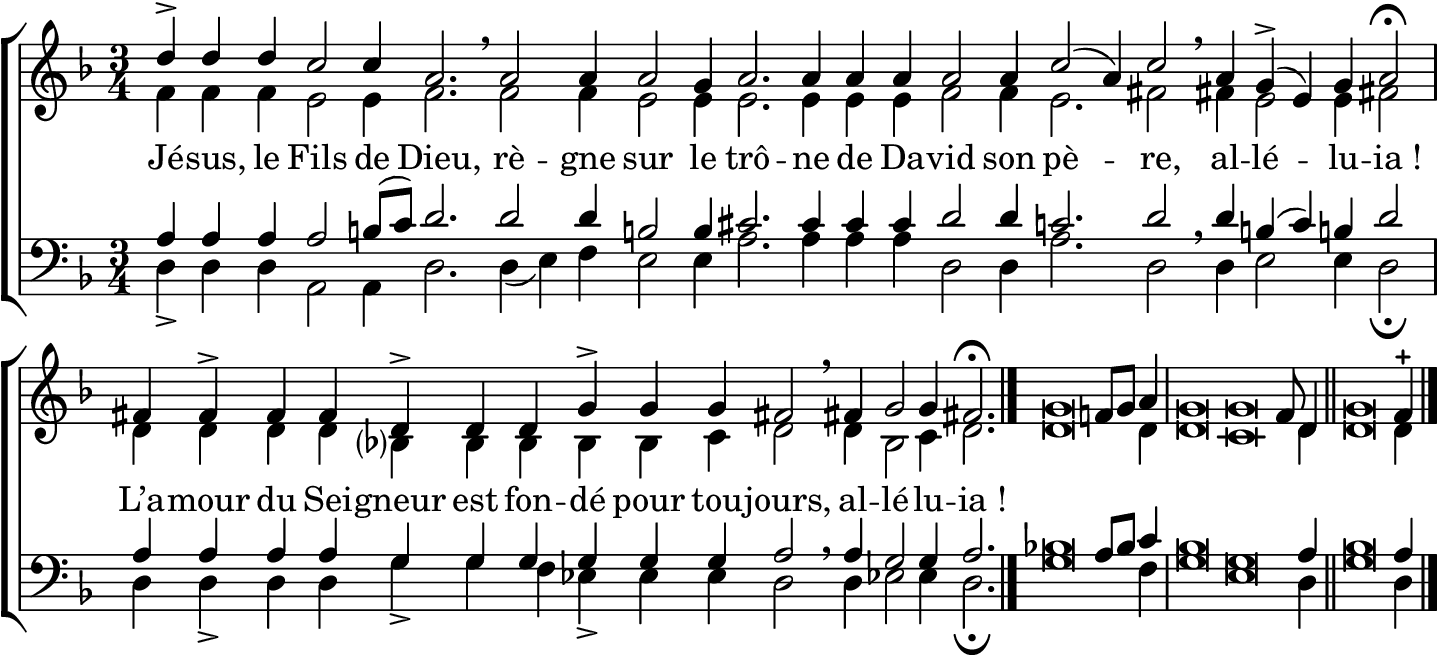 Jésus, le Fils de Dieu, rè - gne sur le trô - ne de David son pè - re, al - lé - lu - ia !
L’amour du Seigneur est fon - dé pour toujours, al - lé - lu - ia !